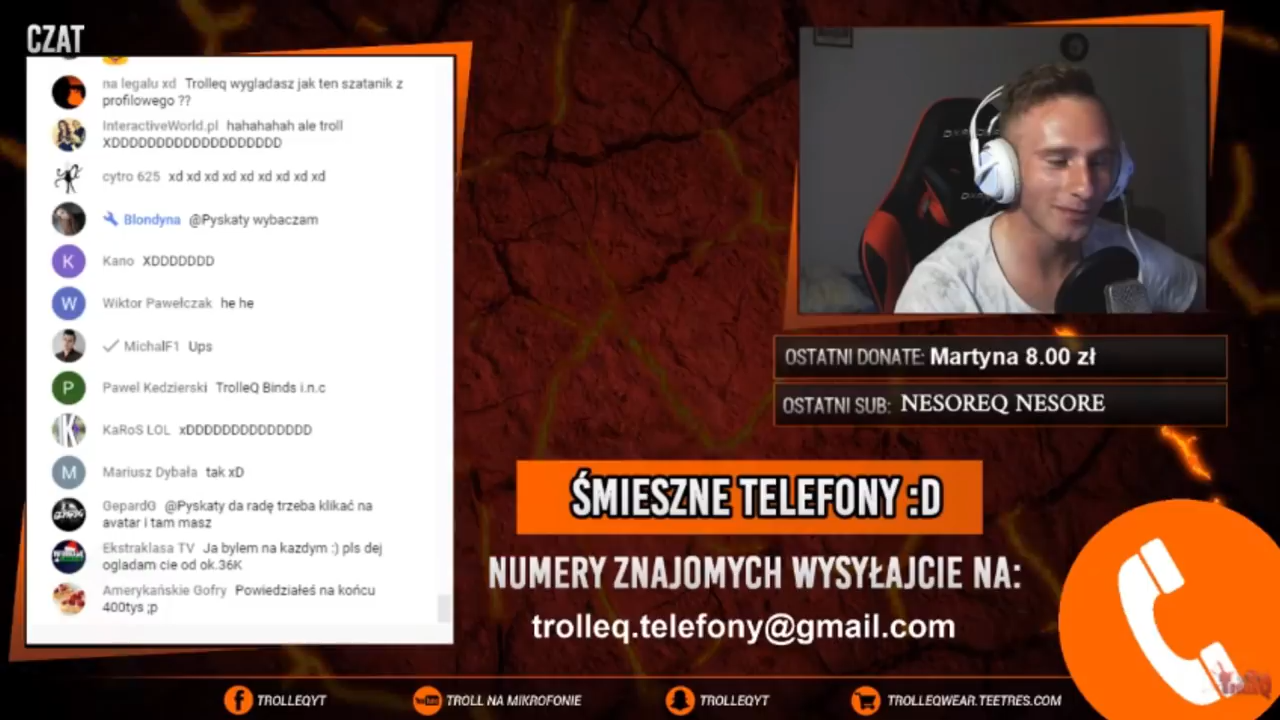 CZAT
na legalu xd Trolleq wygladasz jak ten szatanik z
profilowego ??
InteractiveWorld.pl hahahahah ale troll
XDDDDDDDDDDDDDDDDDDD
cytro 625 xd xd xd xd xd xd xd xd xd
Blondyna @Pyskaty wybaczam
K
Kano XDDDDDDD
W
Wiktor Pawełczak he he
MichalF1 Ups
P
Pawel Kedzierski TrolleQ Binds i.n.c
KaRoS LOL xDDDDDDDDDDDDDD
M
Mariusz Dybała tak xD
GepardG @Pyskaty da radę trzeba klikać na
avatar i tam masz
Ekstraklasa TV Ja bylem na kazdym :) pls dej
ogladam cie od ok.36K
Amerykańskie Gofry Powiedziałeś na końcu
400tys ;p
OSTATNI DONATE: Martyna 8.00 zł
OSTATNI SUB: NESOREQ NESORE
ŚMIESZNE TELEFONY :D
NUMERY ZNAJOMYCH WYSYŁAJCIE NA:
trolleq.telefony@gmail.com
TROLLEQYT
TROLL NA MIKROFONIE
TROLLEQYT
TROLLEQWEAR.TEETRES.COM